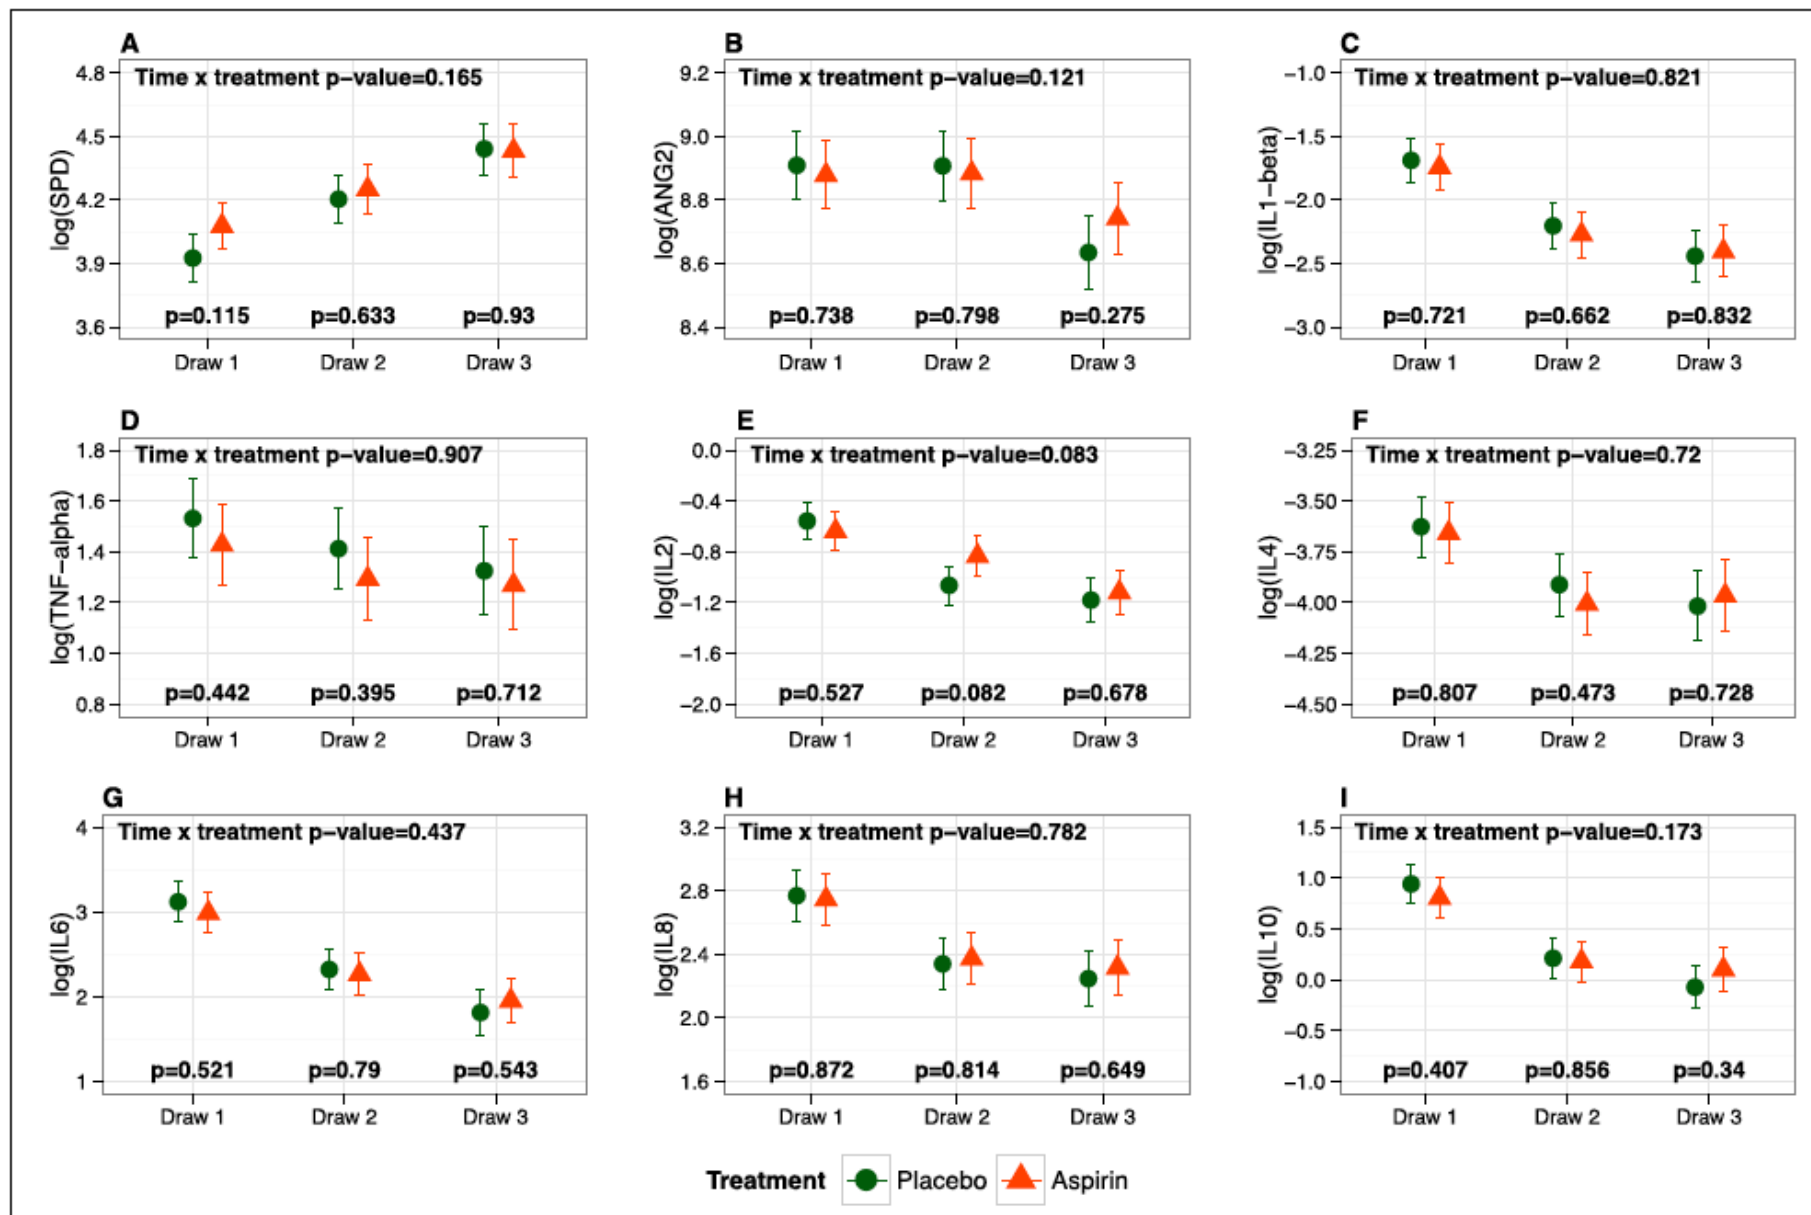 A
Time x treatment p-value=0.165
log(SPD)
4.8
4.5
4.2
3.9
3.6
p=0.115 p=0.633 p=0.93
Draw 1 Draw 2 Draw 3
B
Time x treatment p-value=0.121
log(ANG2)
9.2
9.0
8.8
8.6
8.4
p=0.738 p=0.798 p=0.275
Draw 1 Draw 2 Draw 3
C
Time x treatment p-value=0.821
log(IL1-beta)
-1.0
-1.5
-2.0
-2.5
-3.0
p=0.721 p=0.662 p=0.832
Draw 1 Draw 2 Draw 3
D
Time x treatment p-value=0.907
log(TNF-alpha)
1.8
1.6
1.4
1.2
1.0
0.8
p=0.442 p=0.395 p=0.712
Draw 1 Draw 2 Draw 3
E
Time x treatment p-value=0.083
log(IL2)
0.0
-0.4
-0.8
-1.2
-1.6
-2.0
p=0.527 p=0.082 p=0.678
Draw 1 Draw 2 Draw 3
F
Time x treatment p-value=0.72
log(IL4)
-3.25
-3.50
-3.75
-4.00
-4.25
-4.50
p=0.807 p=0.473 p=0.728
Draw 1 Draw 2 Draw 3
G
Time x treatment p-value=0.437
log(IL6)
4
3
2
1
p=0.521 p=0.79 p=0.543
Draw 1 Draw 2 Draw 3
H
Time x treatment p-value=0.782
log(IL8)
3.2
2.8
2.4
2.0
1.6
p=0.872 p=0.814 p=0.649
Draw 1 Draw 2 Draw 3
I
Time x treatment p-value=0.173
log(IL10)
1.5
1.0
0.5
0.0
-0.5
-1.0
p=0.407 p=0.856 p=0.34
Draw 1 Draw 2 Draw 3
Treatment Placebo Aspirin